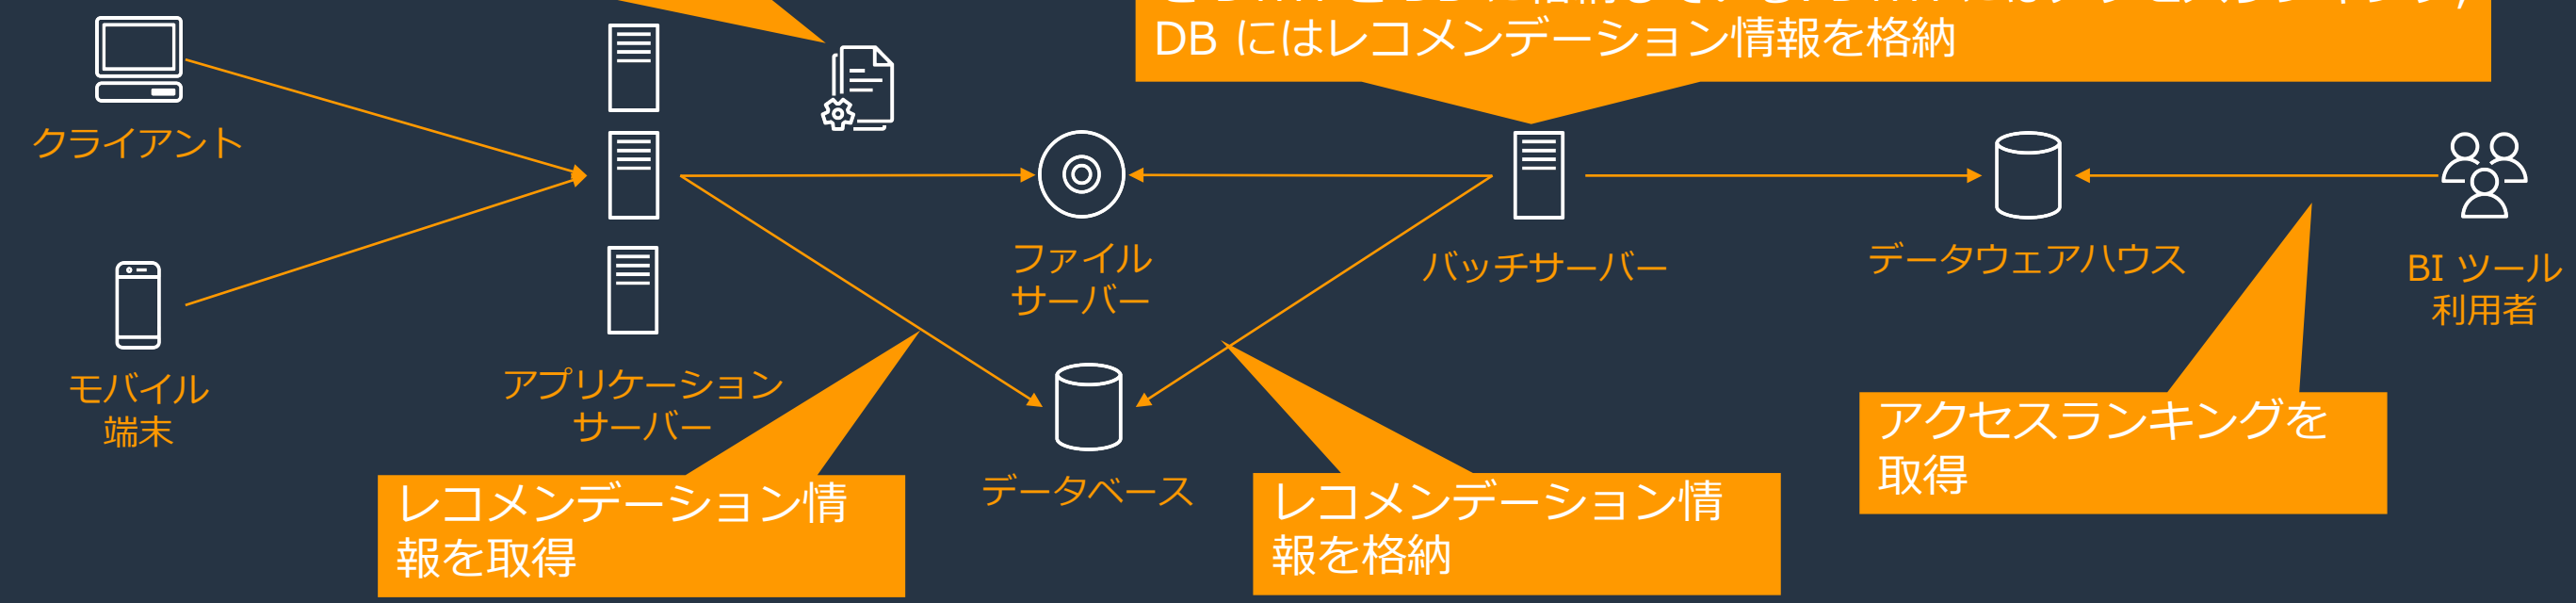 DB にはレコメンデーション情報を格納
クライアント
ファイル
サーバー
バッチサーバー
データウェアハウス
BI ツール
利用者
モバイル
端末
アプリケーション
サーバー
データベース
レコメンデーション情
報を取得
レコメンデーション情
報を格納
アクセスランキングを
取得